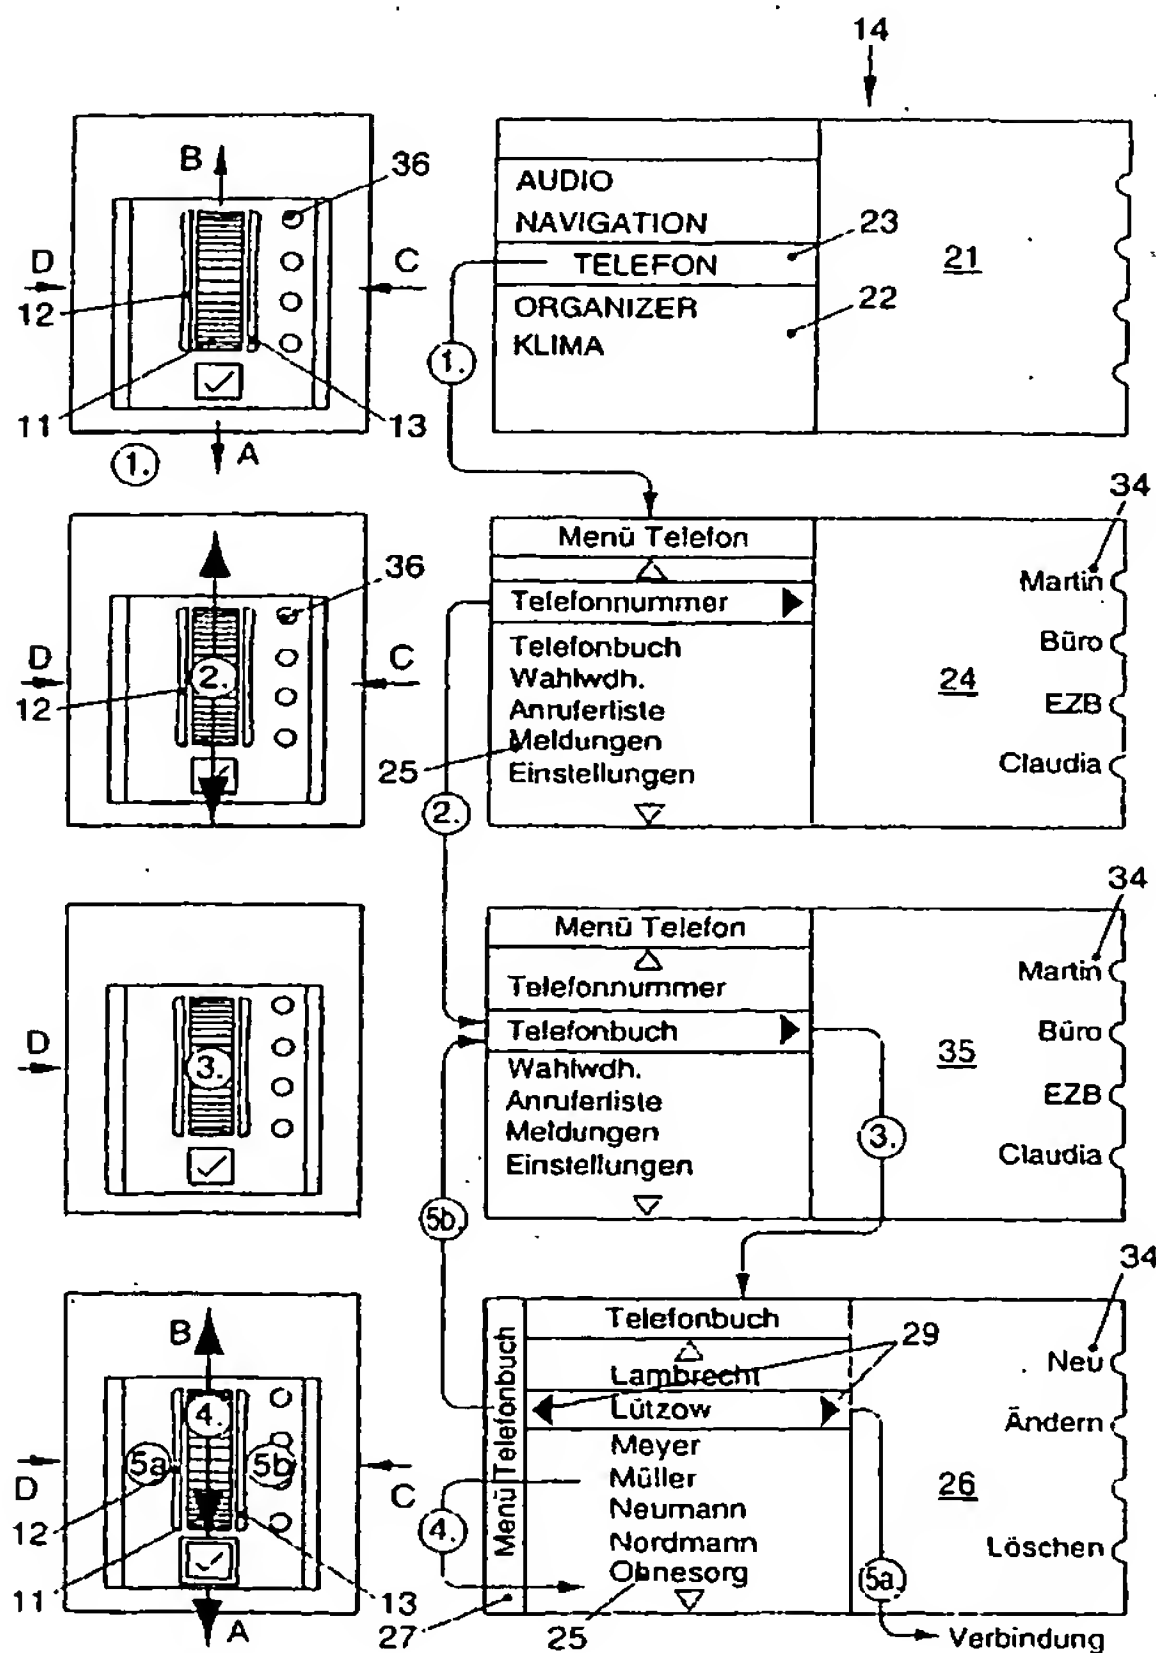 14
B
36
D
C
12
11
13
A
1.
AUDIO
NAVIGATION
TELEFON
ORGANIZER
KLIMA
23
22
21
1.
36
D
C
12
2.
Menü Telefon
Telefonnummer
Telefonbuch
Wahlwdh.
Anruferliste
Meldungen
Einstellungen
25
2.
24
34
Martin
Büro
EZB
Claudia
D
3.
Menü Telefon
Telefonnummer
Telefonbuch
Wahlwdh.
Anruferliste
Meldungen
Einstellungen
5b.
3.
35
34
Martin
Büro
EZB
Claudia
B
4.
5a
5b
D
C
12
11
13
A
Menü Telefonbuch
Telefonbuch
Lambrecht
Lützow
Meyer
Müller
Neumann
Nordmann
Ohnesorg
4.
27
25
29
26
34
Neu
Ändern
Löschen
5a.
Verbindung